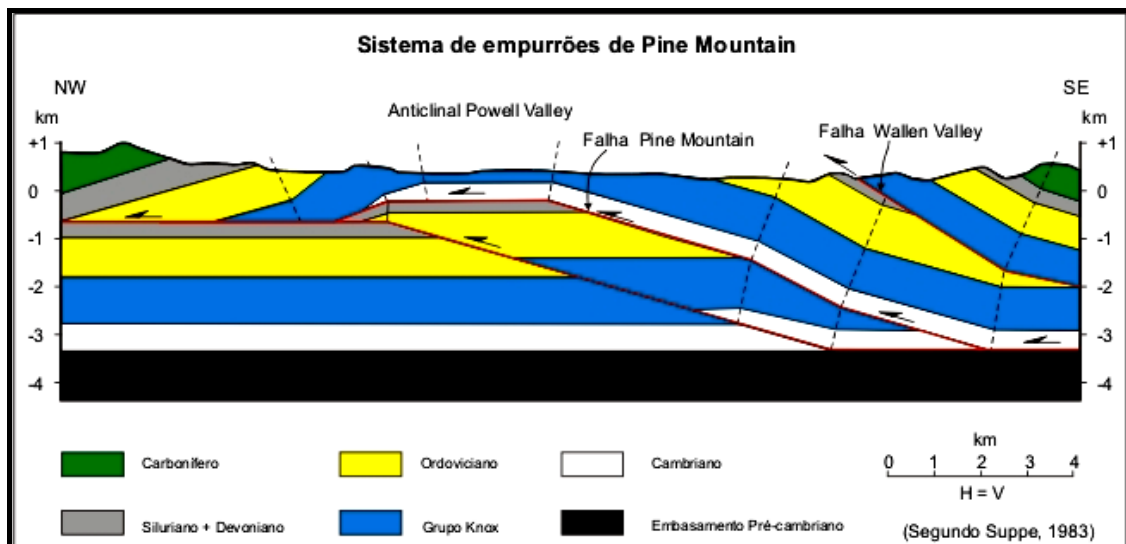 Sistema de empurrões de Pine Mountain
NW
SE
Anticlinal Powell Valley
km
km
Falha Pine Mountain
Falha Wallen Valley
+1
+1
0
0
-1
-1
-2
-2
-3
-3
-4
-4
km
Carbonífero
Ordoviciano
Cambriano
0 1 2 3 4
H = V
Siluriano + Devoniano
Grupo Knox
Embasamento Pré-cambriano
(Segundo Suppe, 1983)